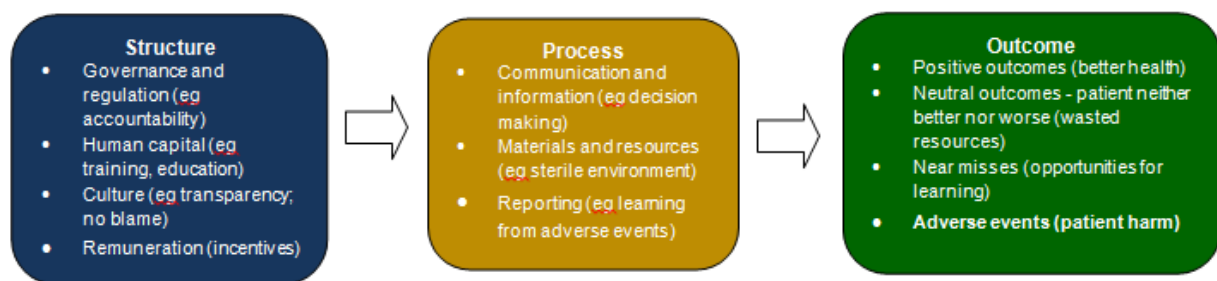 Structure
• Governance and
regulation (eg
accountability)
• Human capital (eg
training, education)
• Culture (eg transparency;
no blame)
• Remuneration (incentives)
Process
• Communication and
information (eg decision
making)
• Materials and resources
(eg sterile environment)
• Reporting (eg learning
from adverse events)
Outcome
• Positive outcomes (better health)
• Neutral outcomes - patient neither
better nor worse (wasted
resources)
• Near misses (opportunities for
learning)
• Adverse events (patient harm)